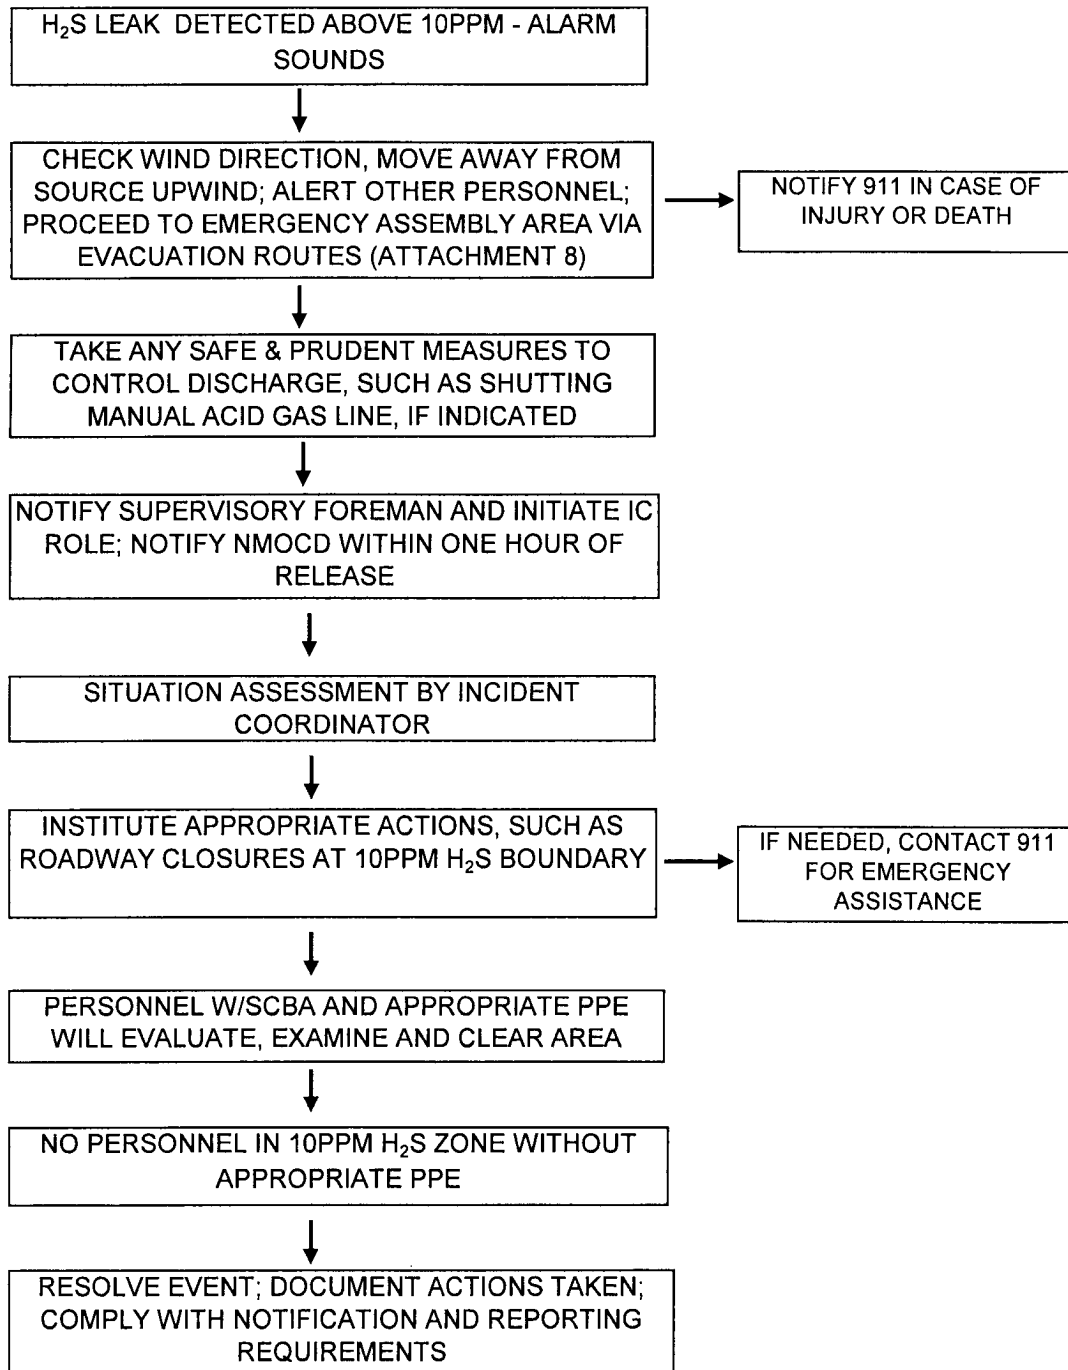 H₂S LEAK DETECTED ABOVE 10PPM - ALARM
SOUNDS
CHECK WIND DIRECTION, MOVE AWAY FROM
SOURCE UPWIND; ALERT OTHER PERSONNEL;
PROCEED TO EMERGENCY ASSEMBLY AREA VIA
EVACUATION ROUTES (ATTACHMENT 8)
NOTIFY 911 IN CASE OF
INJURY OR DEATH
TAKE ANY SAFE & PRUDENT MEASURES TO
CONTROL DISCHARGE, SUCH AS SHUTTING
MANUAL ACID GAS LINE, IF INDICATED
NOTIFY SUPERVISORY FOREMAN AND INITIATE IC
ROLE; NOTIFY NMOCD WITHIN ONE HOUR OF
RELEASE
SITUATION ASSESSMENT BY INCIDENT
COORDINATOR
INSTITUTE APPROPRIATE ACTIONS, SUCH AS
ROADWAY CLOSURES AT 10PPM H₂S BOUNDARY
IF NEEDED, CONTACT 911
FOR EMERGENCY
ASSISTANCE
PERSONNEL W/SCBA AND APPROPRIATE PPE
WILL EVALUATE, EXAMINE AND CLEAR AREA
NO PERSONNEL IN 10PPM H₂S ZONE WITHOUT
APPROPRIATE PPE
RESOLVE EVENT; DOCUMENT ACTIONS TAKEN;
COMPLY WITH NOTIFICATION AND REPORTING
REQUIREMENTS